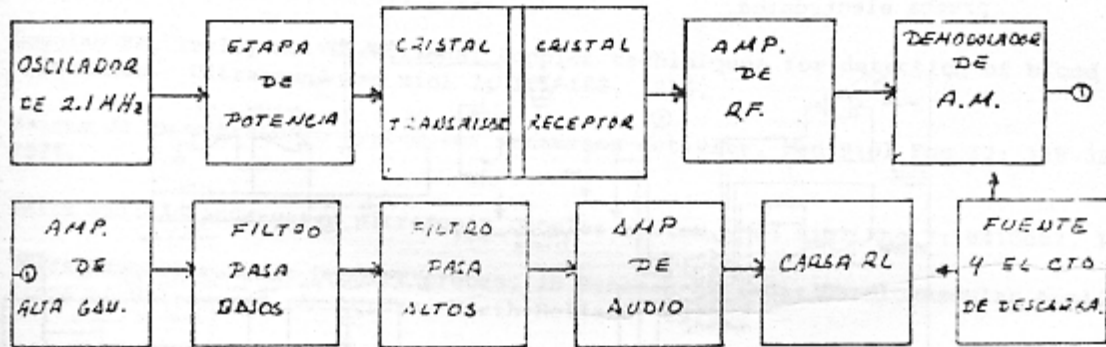 OSCILADOR
DE 2.1 MHz
ETAPA
DE
POTENCIA
CRISTAL
TRANSMISOR
CRISTAL
RECEPTOR
AMP.
DE
RF.
DEMODULADOR
DE
A.M.
1
1
AMP.
DE
ALTA GAN.
FILTRO
PASA
BAJOS
FILTRO
PASA
ALTOS
AMP
DE
AUDIO
CARGA RL
FUENTE
Y EL CTO
DE DESCARGA.